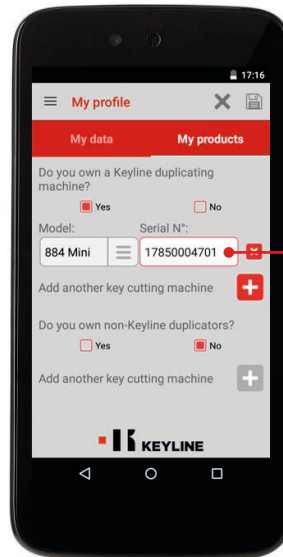 17:16
My profile
My data My products
Do you own a Keyline duplicating
machine?
Yes No
Model: Serial N°:
884 Mini 17850004701
Add another key cutting machine
Do you own non-Keyline duplicators?
Yes No
Add another key cutting machine
KEYLINE